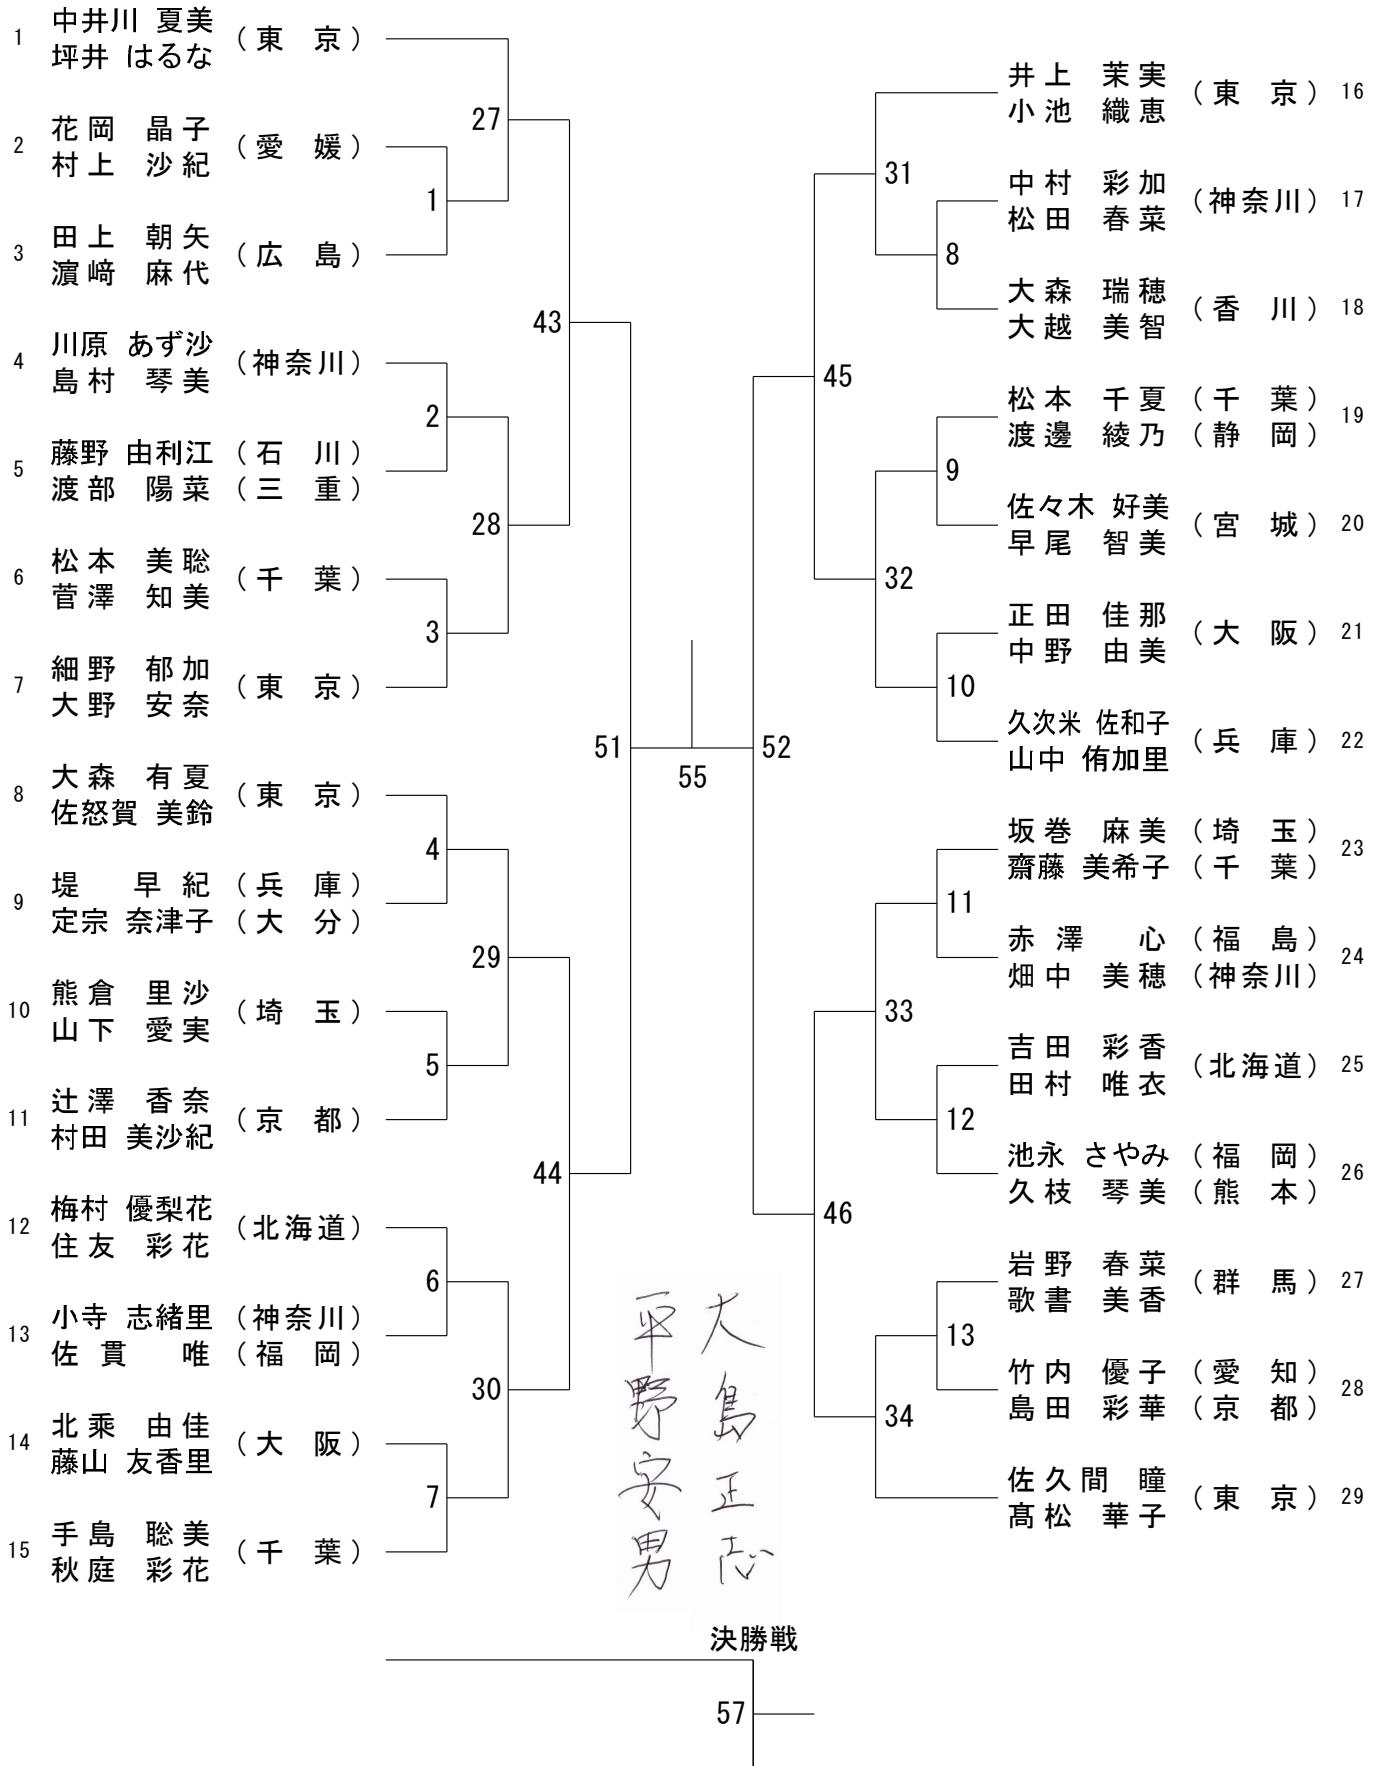 1 中井川 夏美 (東 京)
坪井 はるな
27
2 花岡 晶子 (愛 媛)
村上 沙紀
1
3 田上 朝矢 (広 島)
濵﨑 麻代
43
4 川原 あず沙 (神奈川)
島村 琴美
2
5 藤野 由利江 (石 川)
渡部 陽菜 (三 重)
28
6 松本 美聡 (千 葉)
菅澤 知美
3
7 細野 郁加 (東 京)
大野 安奈
51
8 大森 有夏 (東 京)
佐怒賀 美鈴
4
9 堤 早紀 (兵 庫)
定宗 奈津子 (大 分)
29
10 熊倉 里沙 (埼 玉)
山下 愛実
5
11 辻澤 香奈 (京 都)
村田 美沙紀
44
12 梅村 優梨花 (北海道)
住友 彩花
6
13 小寺 志緒里 (神奈川)
佐貫 唯 (福 岡)
30
14 北乘 由佳 (大 阪)
藤山 友香里
7
15 手島 聡美 (千 葉)
秋庭 彩花
55
井上 茉実 (東 京) 16
小池 織恵
31
中村 彩加 (神奈川) 17
松田 春菜
8
大森 瑞穂 (香 川) 18
大越 美智
45
松本 千夏 (千 葉) 19
渡邊 綾乃 (静 岡)
9
佐々木 好美 (宮 城) 20
早尾 智美
32
正田 佳那 (大 阪) 21
中野 由美
10
久次米 佐和子 (兵 庫) 22
山中 侑加里
52
坂巻 麻美 (埼 玉) 23
齋藤 美希子 (千 葉)
11
赤澤 心 (福 島) 24
畑中 美穂 (神奈川)
33
吉田 彩香 (北海道) 25
田村 唯衣
12
池永 さやみ (福 岡) 26
久枝 琴美 (熊 本)
46
岩野 春菜 (群 馬) 27
歌書 美香
13
竹内 優子 (愛 知) 28
島田 彩華 (京 都)
34
佐久間 瞳 (東 京) 29
髙松 華子
大島正志
平野安男
決勝戦
57